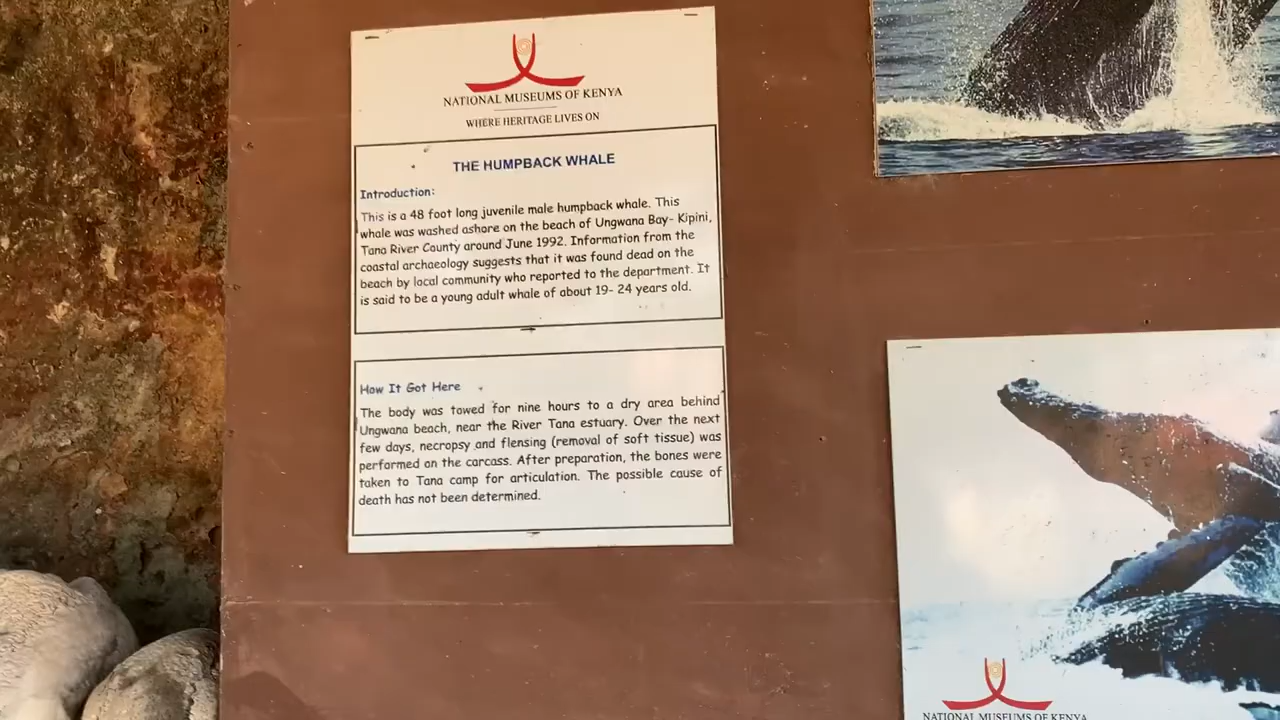 NATIONAL MUSEUMS OF KENYA
WHERE HERITAGE LIVES ON
THE HUMPBACK WHALE
Introduction:
This is a 48 foot long juvenile male humpback whale. This
whale was washed ashore on the beach of Ungwana Bay- Kipini,
Tana River County around June 1992. Information from the
coastal archaeology suggests that it was found dead on the
beach by local community who reported to the department. It
is said to be a young adult whale of about 19- 24 years old.
How It Got Here
The body was towed for nine hours to a dry area behind
Ungwana beach, near the River Tana estuary. Over the next
few days, necropsy and flensing (removal of soft tissue) was
performed on the carcass. After preparation, the bones were
taken to Tana camp for articulation. The possible cause of
death has not been determined.
NATIONAL MUSEUMS OF KENYA